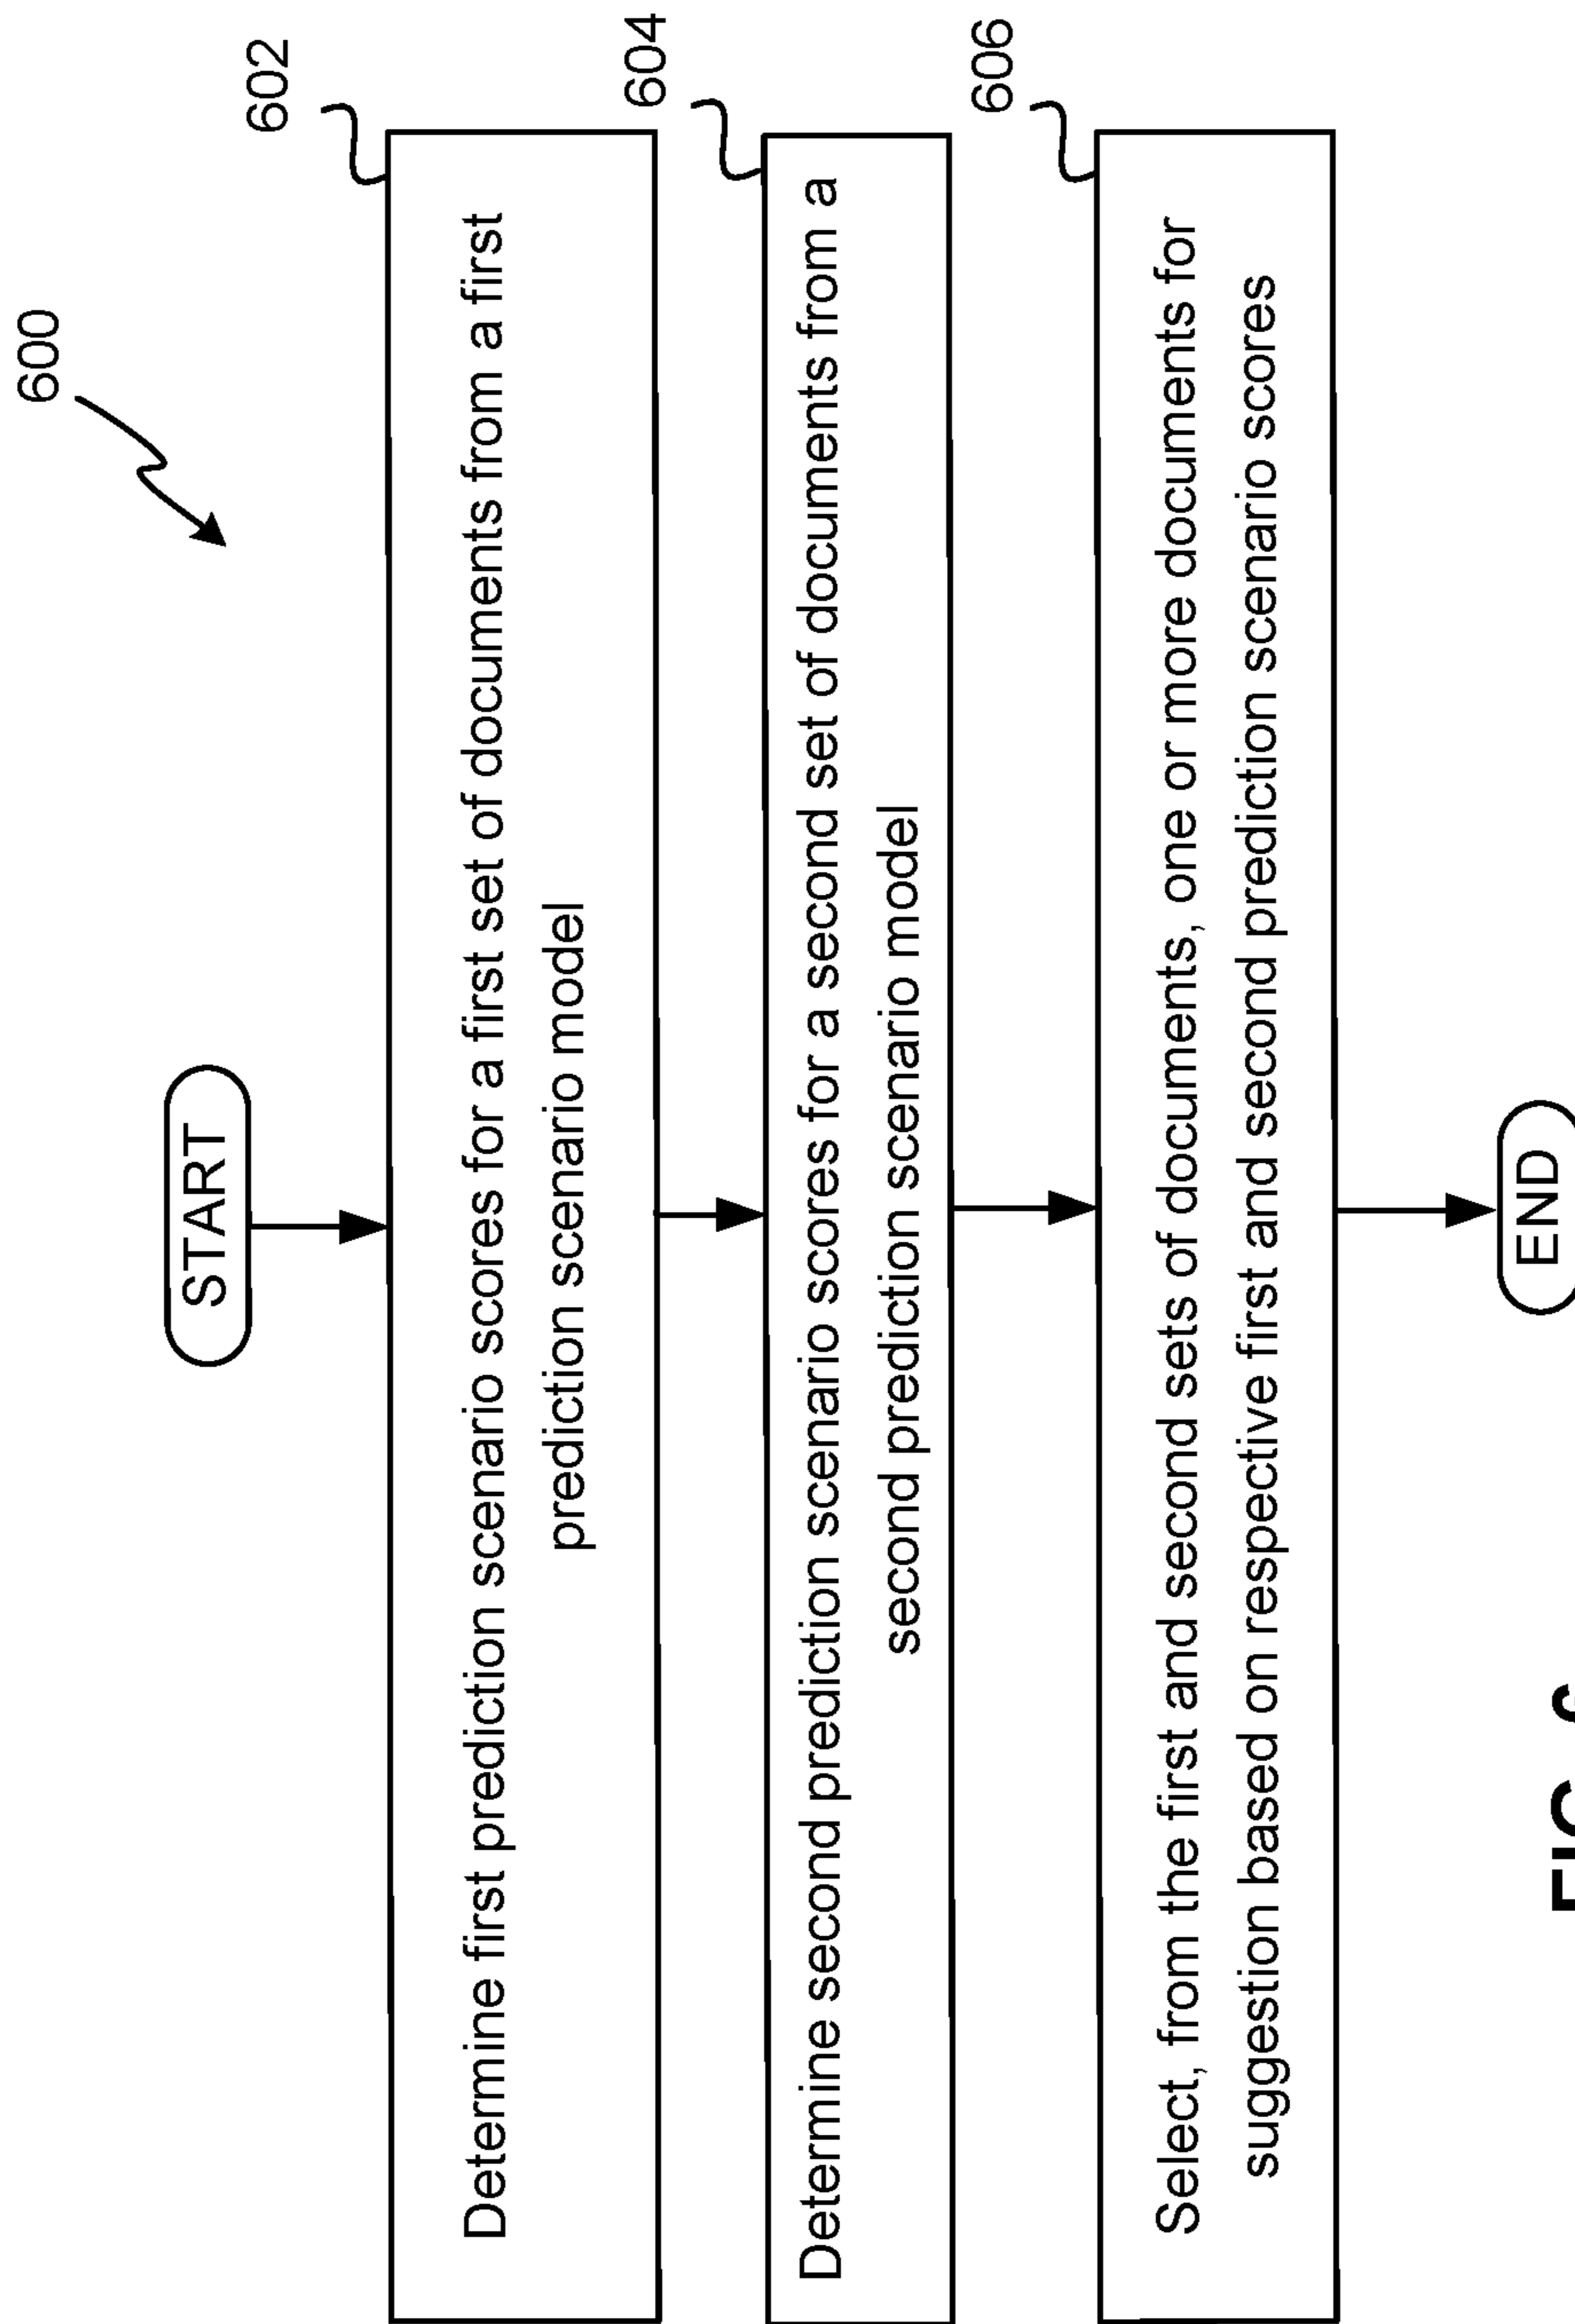 600
START
602
Determine first prediction scenario scores for a first set of documents from a first
prediction scenario model
604
Determine second prediction scenario scores for a second set of documents from a
second prediction scenario model
606
Select, from the first and second sets of documents, one or more documents for
suggestion based on respective first and second prediction scenario scores
END